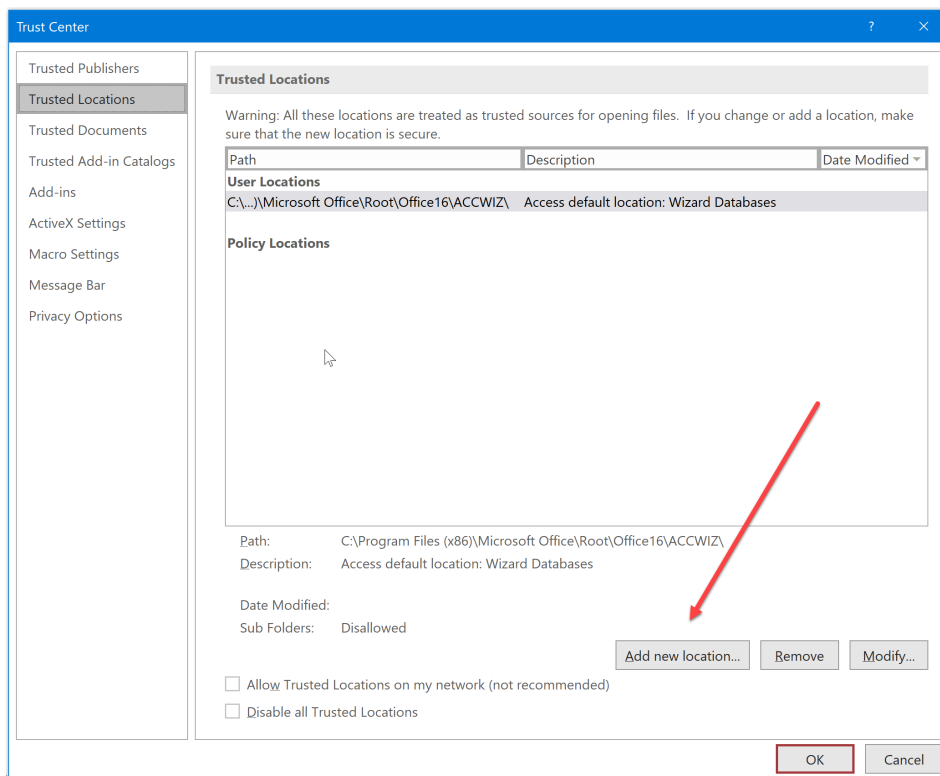 Trust Center
?
Trusted Publishers
Trusted Locations
Trusted Documents
Trusted Add-in Catalogs
Add-ins
ActiveX Settings
Macro Settings
Message Bar
Privacy Options
Trusted Locations
Warning: All these locations are treated as trusted sources for opening files. If you change or add a location, make
sure that the new location is secure.
Path Description Date Modified
User Locations
C:\...)\Microsoft Office\Root\Office16\ACCWIZ\ Access default location: Wizard Databases
Policy Locations
Path: C:\Program Files (x86)\Microsoft Office\Root\Office16\ACCWIZ\
Description: Access default location: Wizard Databases
Date Modified:
Sub Folders: Disallowed
Add new location... Remove Modify...
Allow Trusted Locations on my network (not recommended)
Disable all Trusted Locations
OK Cancel